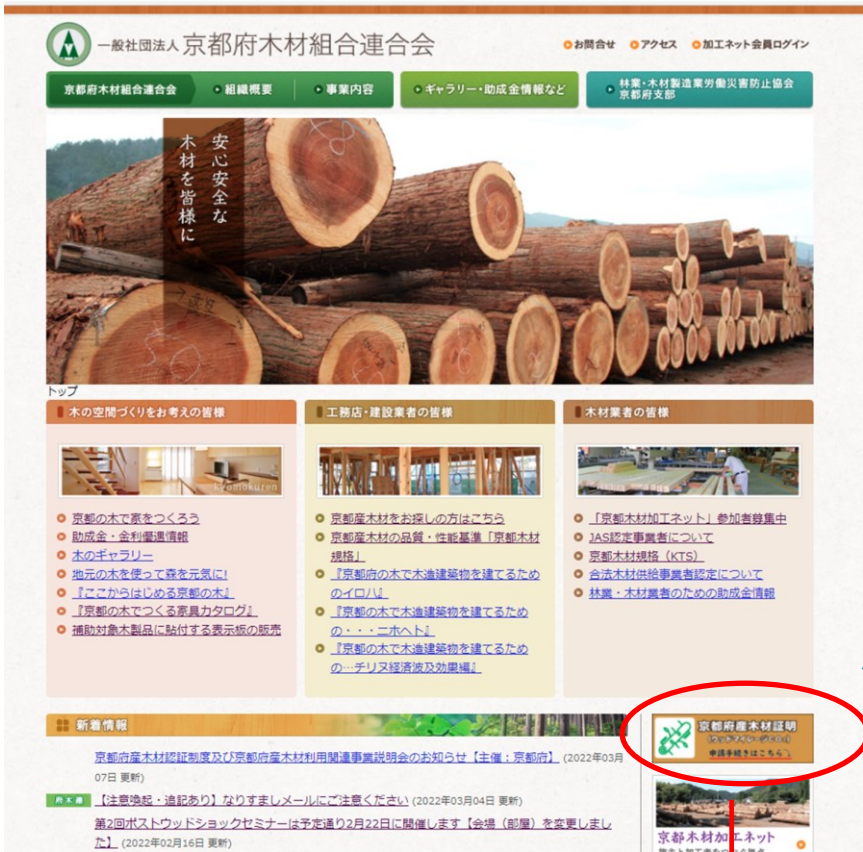 一般社団法人 京都府木材組合連合会
お問合せ アクセス 加工ネット会員ログイン
京都府木材組合連合会 組織概要 事業内容 ギャラリー・助成金情報など 林業・木材製造業労働災害防止協会
京都府支部
安心安全な
木材を皆様に
トップ
木の空間づくりをお考えの皆様
kyomokuren
京都の木で家をつくろう
助成金・金利優遇情報
木のギャラリー
地元の木を使って森を元気に!
『ここからはじめる京都の木』
『京都の木でつくる家具カタログ』
補助対象木製品に貼付する表示板の販売
工務店・建設業者の皆様
京都産木材をお探しの方はこちら
京都産木材の品質・性能基準「京都木材
規格」
『京都府の木で木造建築物を建てるため
のイロハ』
『京都の木で木造建築物を建てるため
の・・・ニホヘト』
『京都の木で木造建築物を建てるため
の…チリヌ経済波及効果編』
木材業者の皆様
「京都木材加工ネット」参加者募集中
JAS認定事業者について
京都木材規格（KTS）
合法木材供給事業者認定について
林業・木材業者のための助成金情報
新着情報
京都府産木材認証制度及び京都府産木材利用関連事業説明会のお知らせ【主催：京都府】 (2022年03月
07日 更新)
【注意喚起・追記あり】なりすましメールにご注意ください (2022年03月04日 更新)
第2回ポストウッドショックセミナーは予定通り2月22日に開催します【会場（部屋）を変更しまし
た】 (2022年02月16日 更新)
京都府産木材証明
申請手続きはこちら
京都木材加工ネット